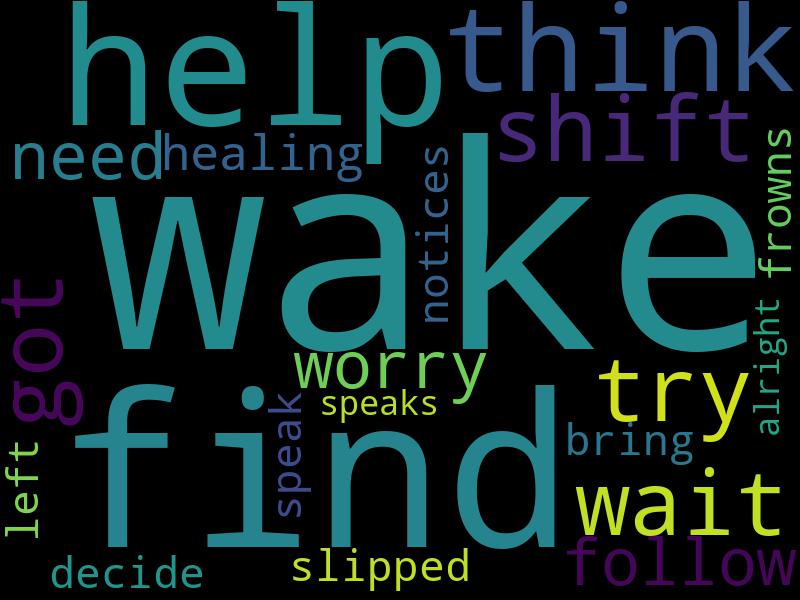 help
think
shift
need
healing
notices
frowns
wake
got
worry
speaks
try
alright
find
speak
bring
left
wait
decide
slipped
follow